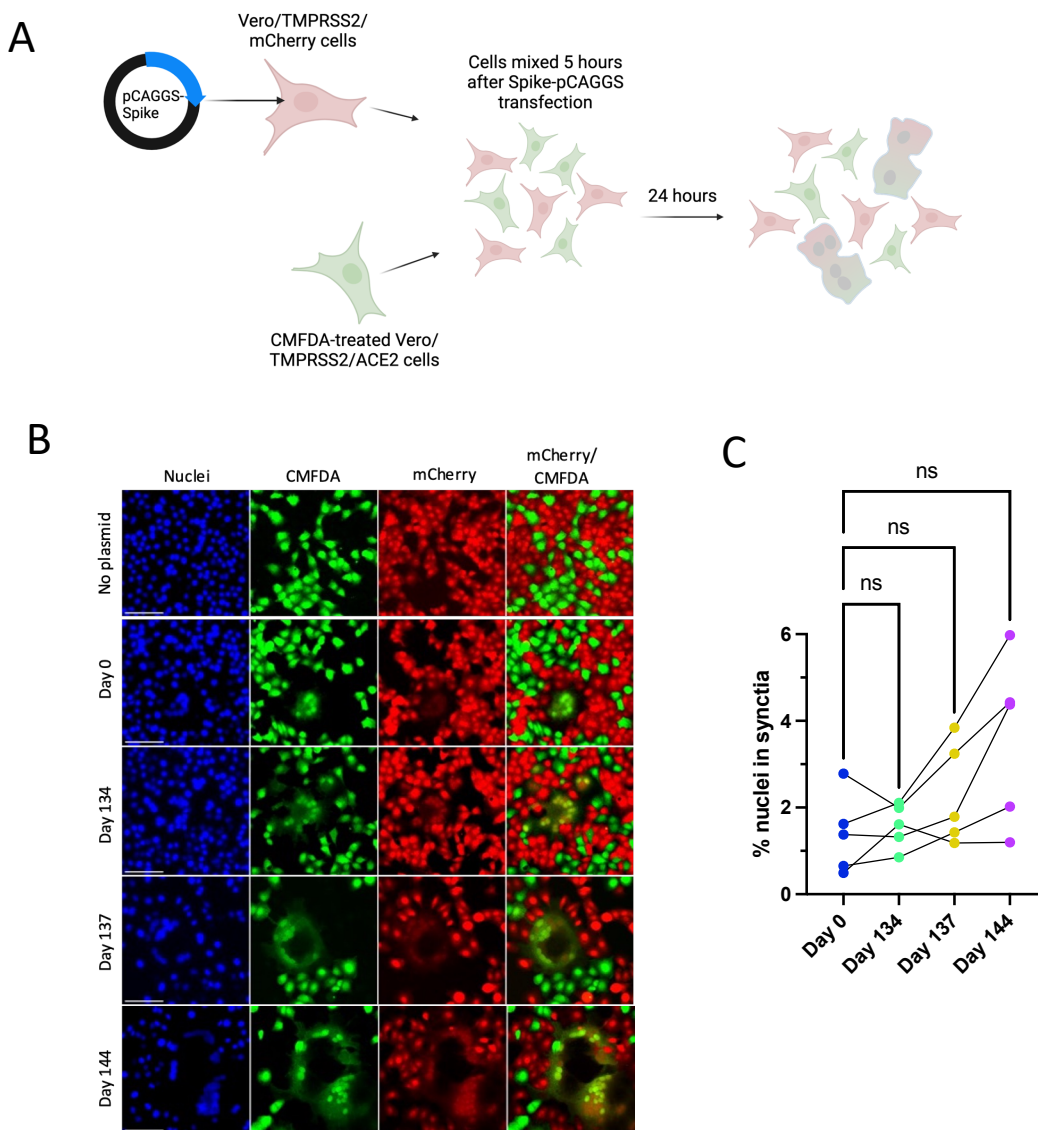 A
Vero/TMPRSS2/
mCherry cells
pCAGGS-
Spike
Cells mixed 5 hours
after Spike-pCAGGS
transfection
24 hours
CMFDA-treated Vero/
TMPRSS2/ACE2 cells
B
Nuclei
CMFDA
mCherry
mCherry/
CMFDA
No plasmid
Day 0
Day 134
Day 137
Day 144
C
ns
ns
ns
% nuclei in synctia
6
4
2
0
Day 0
Day 134
Day 137
Day 144